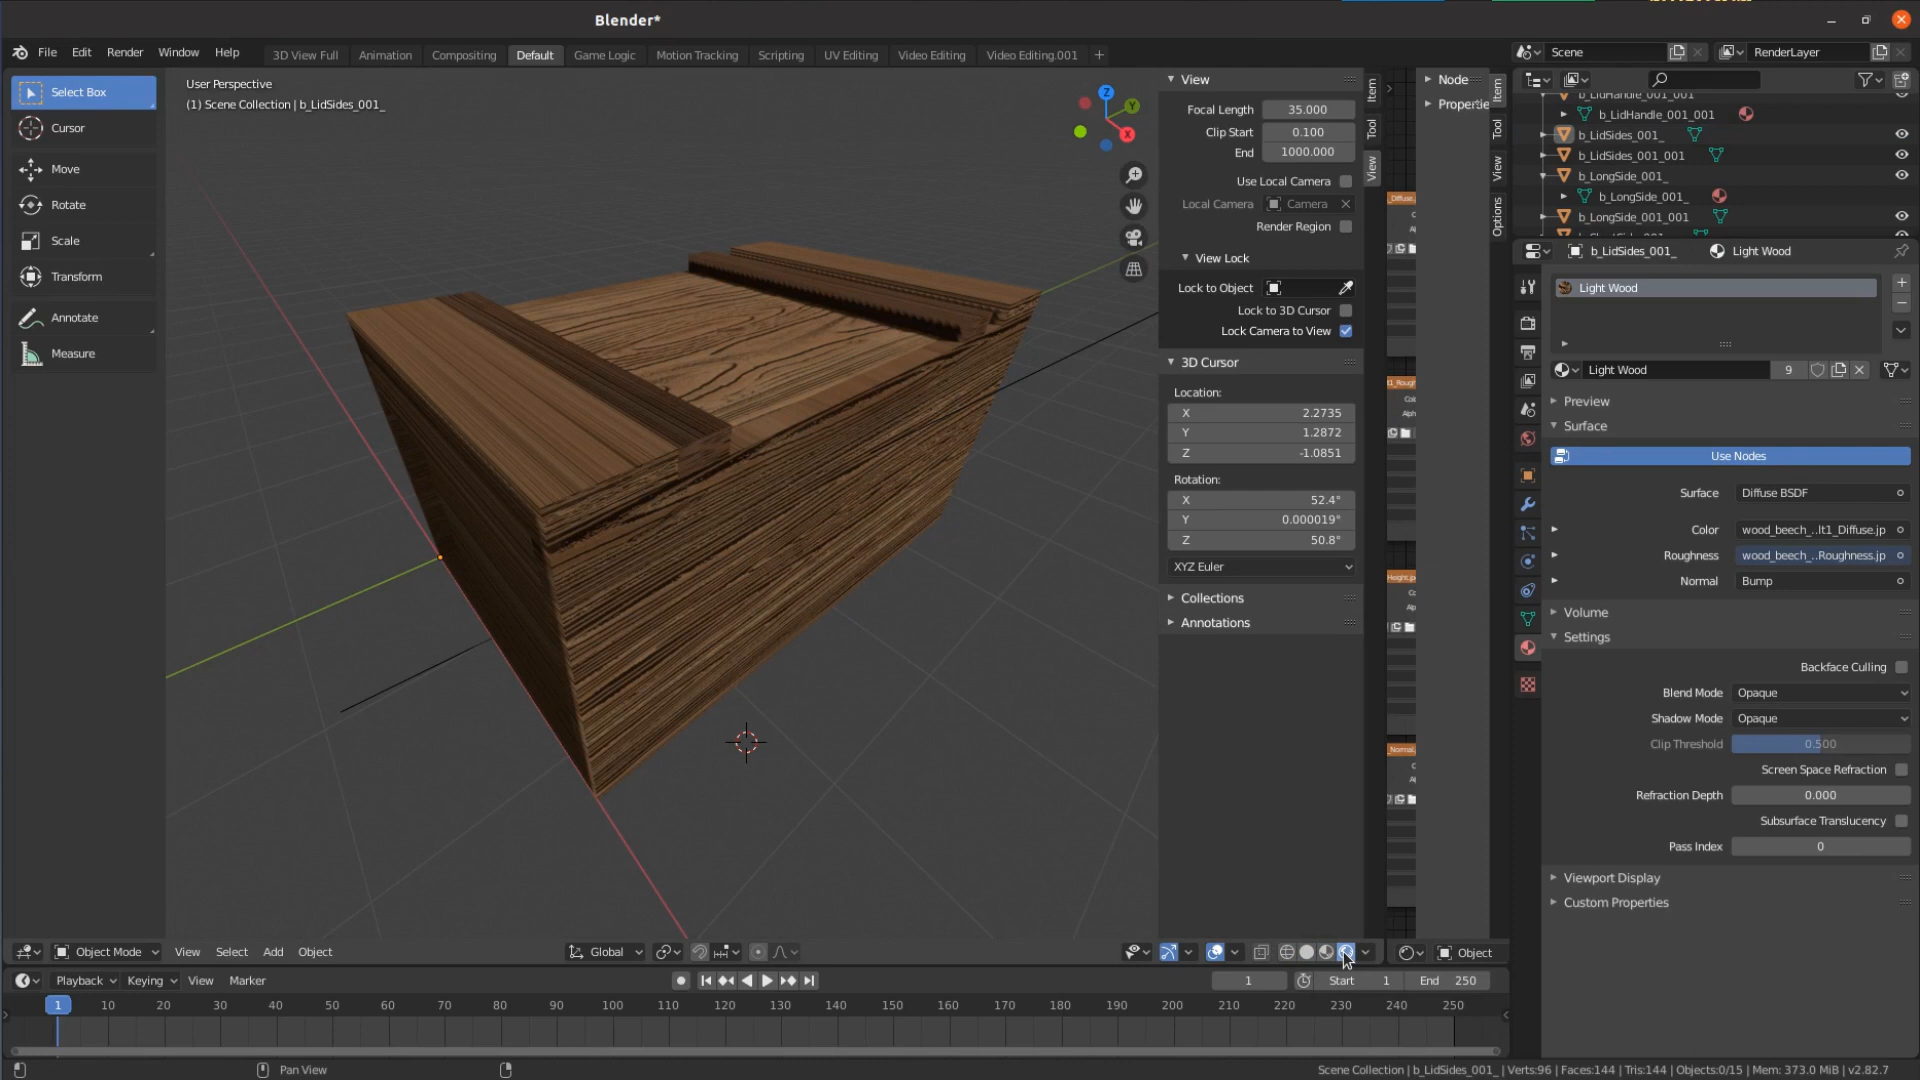 Blender*
File Edit Render Window Help
3D View Full Animation Compositing Default Game Logic Motion Tracking Scripting UV Editing Video Editing Video Editing.001 +
Scene
RenderLayer
Select Box
Cursor
Move
Rotate
Scale
Transform
Annotate
Measure
User Perspective
(1) Scene Collection | b_LidSides_001_
Z
Y
X
View
Focal Length 35.000
Clip Start 0.100
End 1000.000
Use Local Camera
Local Camera Camera
Render Region
View Lock
Lock to Object
Lock to 3D Cursor
Lock Camera to View
3D Cursor
Location:
X 2.2735
Y 1.2872
Z -1.0851
Rotation:
X 52.4°
Y 0.000019°
Z 50.8°
XYZ Euler
Collections
Annotations
Item
Tool
View
Node
Propertie
Item
Tool
View
Options
b_LidHandle_001_001
b_LidHandle_001_001
b_LidSides_001_
b_LidSides_001_001
b_LongSide_001_
b_LongSide_001_
b_LongSide_001_001
b_LidSides_001_ Light Wood
Light Wood
Light Wood 9
Preview
Surface
Use Nodes
Surface Diffuse BSDF
Color wood_beech_..lt1_Diffuse.jp
Roughness wood_beech_..Roughness.jp
Normal Bump
Volume
Settings
Backface Culling
Blend Mode Opaque
Shadow Mode Opaque
Clip Threshold 0.500
Screen Space Refraction
Refraction Depth 0.000
Subsurface Translucency
Pass Index 0
Viewport Display
Custom Properties
Object Mode View Select Add Object
Global
Object
Playback Keying View Marker
1 Start 1 End 250
1 10 20 30 40 50 60 70 80 90 100 110 120 130 140 150 160 170 180 190 200 210 220 230 240 250
Pan View
Scene Collection | b_LidSides_001_ | Verts:96 | Faces:144 | Tris:144 | Objects:0/15 | Mem: 373.0 MiB | v2.82.7